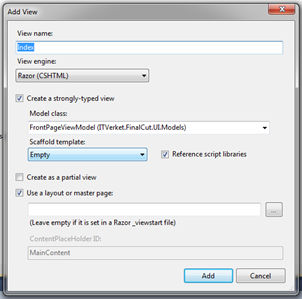 Add View
View name:
Index
View engine:
Razor (CSHTML)
Create a strongly-typed view
Model class:
FrontPageViewModel (ITVerket.FinalCut.UI.Models)
Scaffold template:
Empty
Reference script libraries
Create as a partial view
Use a layout or master page:
...
(Leave empty if it is set in a Razor _viewstart file)
ContentPlaceHolder ID:
MainContent
Add
Cancel